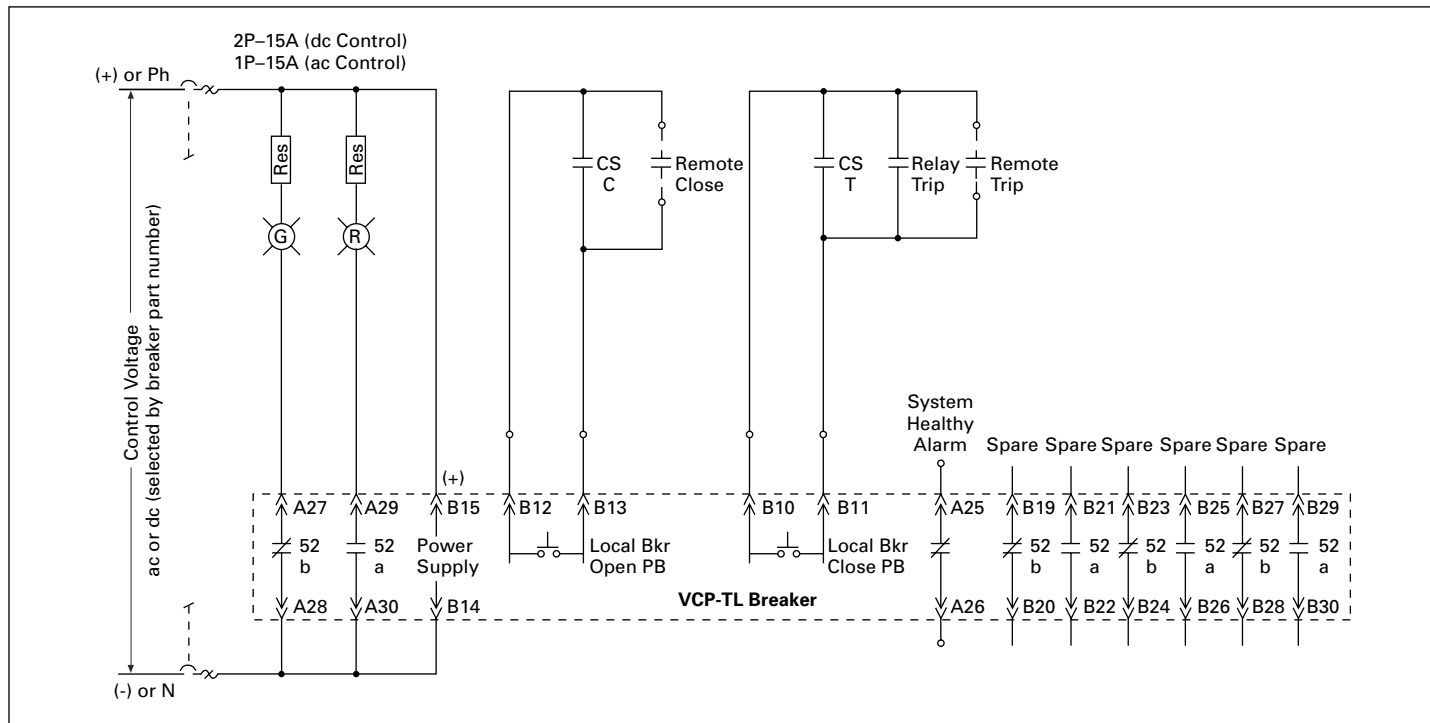 2P–15A (dc Control)
1P–15A (ac Control)
(+) or Ph
Res
Res
G
R
CS
C
Remote
Close
CS
T
Relay
Trip
Remote
Trip
Control Voltage
ac or dc (selected by breaker part number)
System
Healthy
Alarm
Spare
Spare
Spare
Spare
Spare
Spare
(+)
A27
A29
B15
B12
B13
B10
B11
A25
B19
B21
B23
B25
B27
B29
52
b
52
a
Power
Supply
Local Bkr
Open PB
Local Bkr
Close PB
52
b
52
a
52
b
52
a
52
b
52
a
A28
A30
B14
VCP-TL Breaker
A26
B20
B22
B24
B26
B28
B30
(-) or N